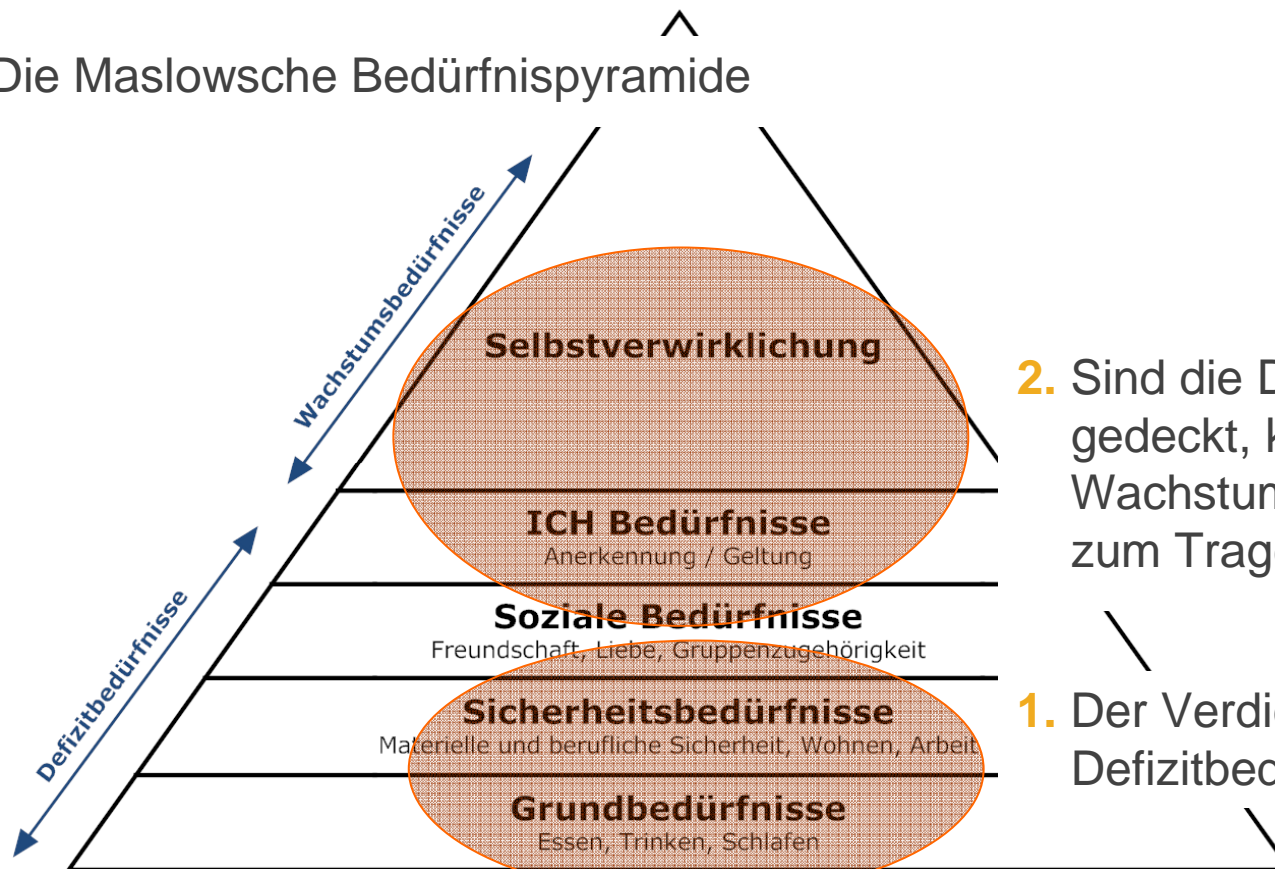 Die Maslowsche Bedürfnispyramide
Wachstumsbedürfnisse
Selbstverwirklichung
2. Sind die
gedeckt,
zum
ICH Bedürfnisse
Anerkennung / Geltung
Soziale Bedürfnisse
Freundschaft, Liebe, Gruppenzugehörigkeit
Defizitbedürfnisse
Sicherheitsbedürfnisse
Materielle und berufliche Sicherheit, Wohnen, Arbeit
1. Der
Grundbedürfnisse
Essen, Trinken, Schlafen